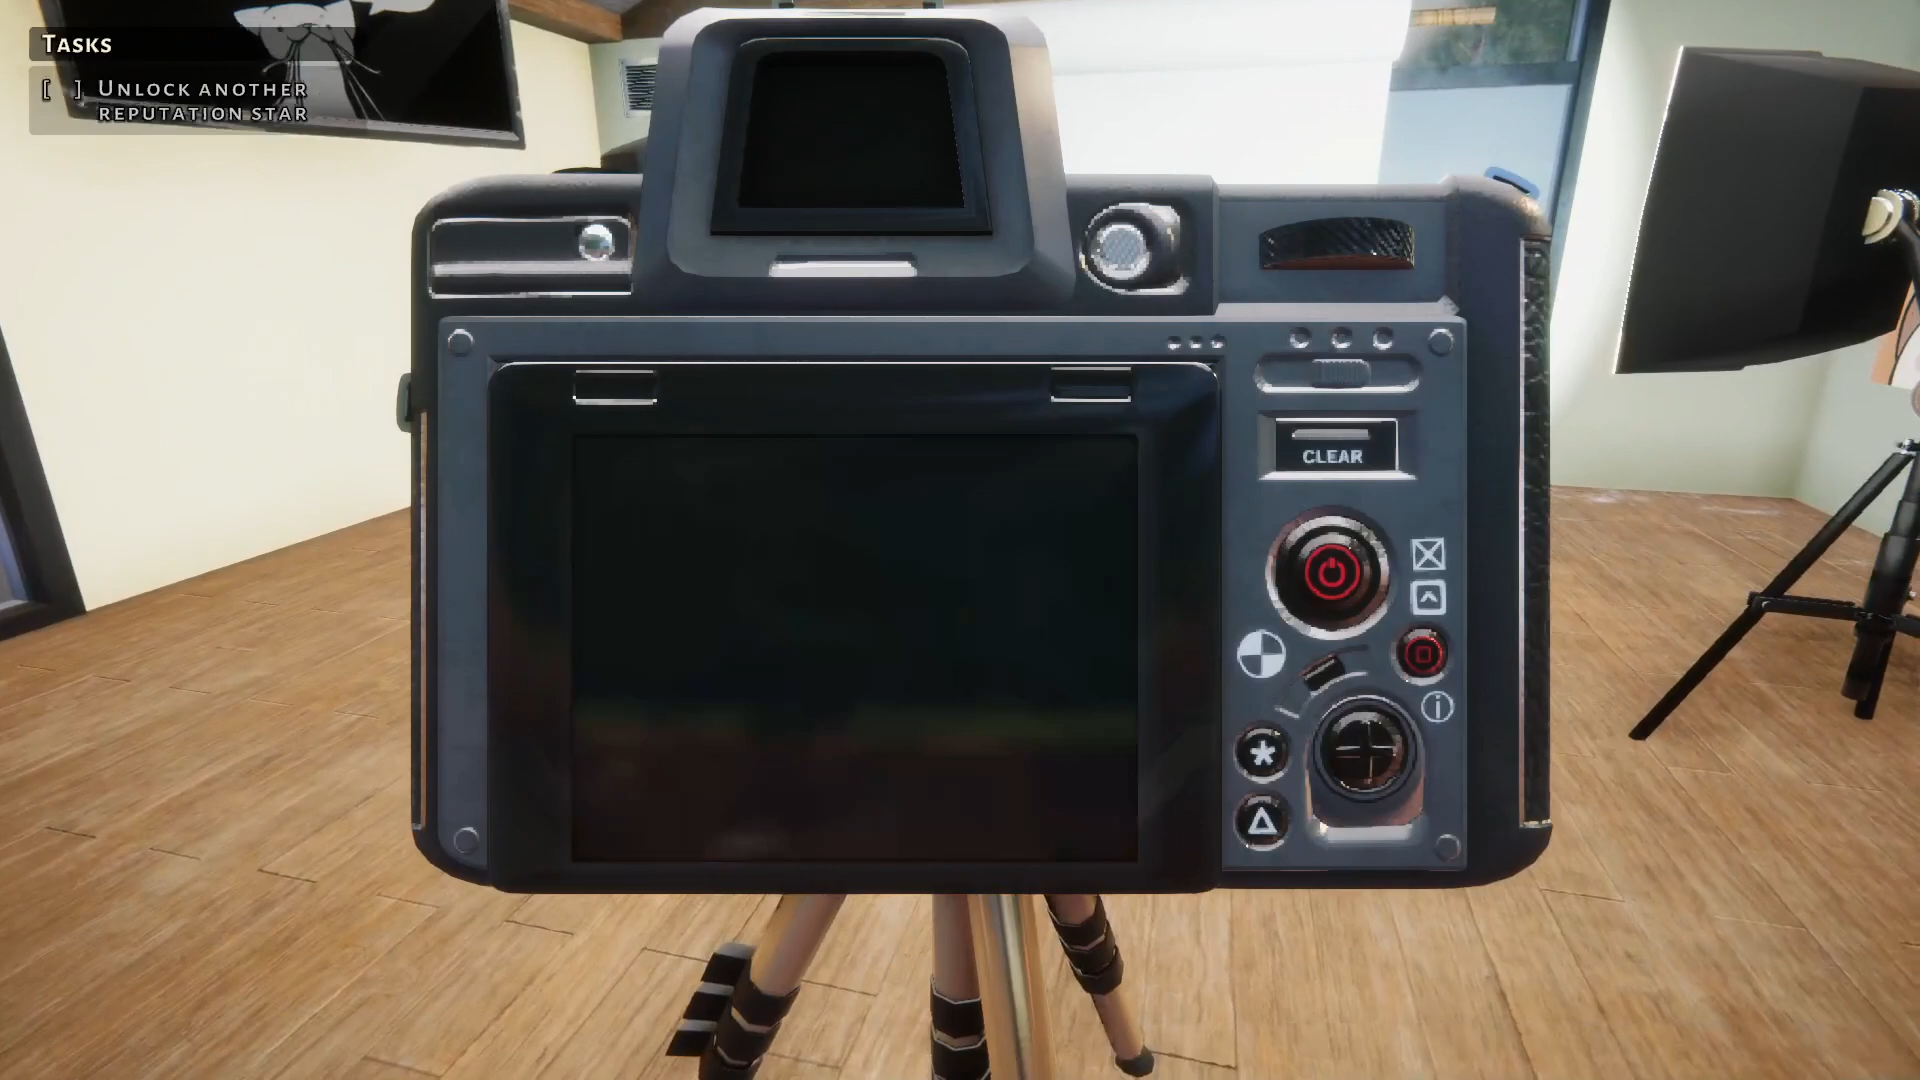 TASKS
[ ] UNLOCK ANOTHER
REPUTATION STAR
CLEAR